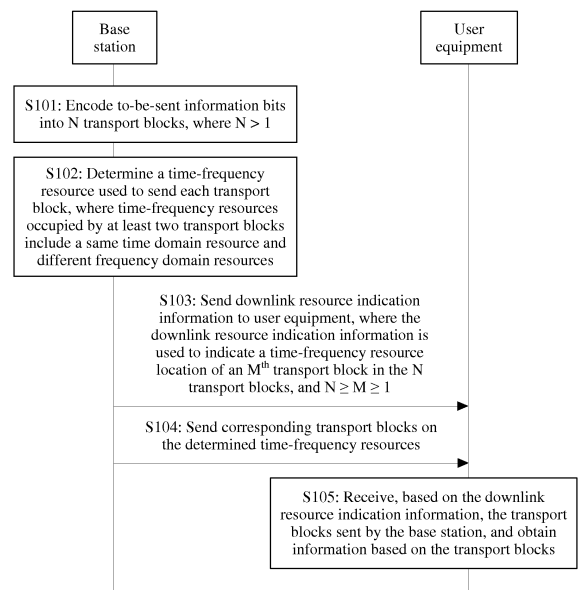 Base
station
User
equipment
S101: Encode to-be-sent information bits
into N transport blocks, where N > 1
S102: Determine a time-frequency
resource used to send each transport
block, where time-frequency resources
occupied by at least two transport blocks
include a same time domain resource and
different frequency domain resources
S103: Send downlink resource indication
information to user equipment, where the
downlink resource indication information is
used to indicate a time-frequency resource
location of an Mth transport block in the N
transport blocks, and N ≥ M ≥ 1
S104: Send corresponding transport blocks on
the determined time-frequency resources
S105: Receive, based on the downlink
resource indication information, the transport
blocks sent by the base station, and obtain
information based on the transport blocks